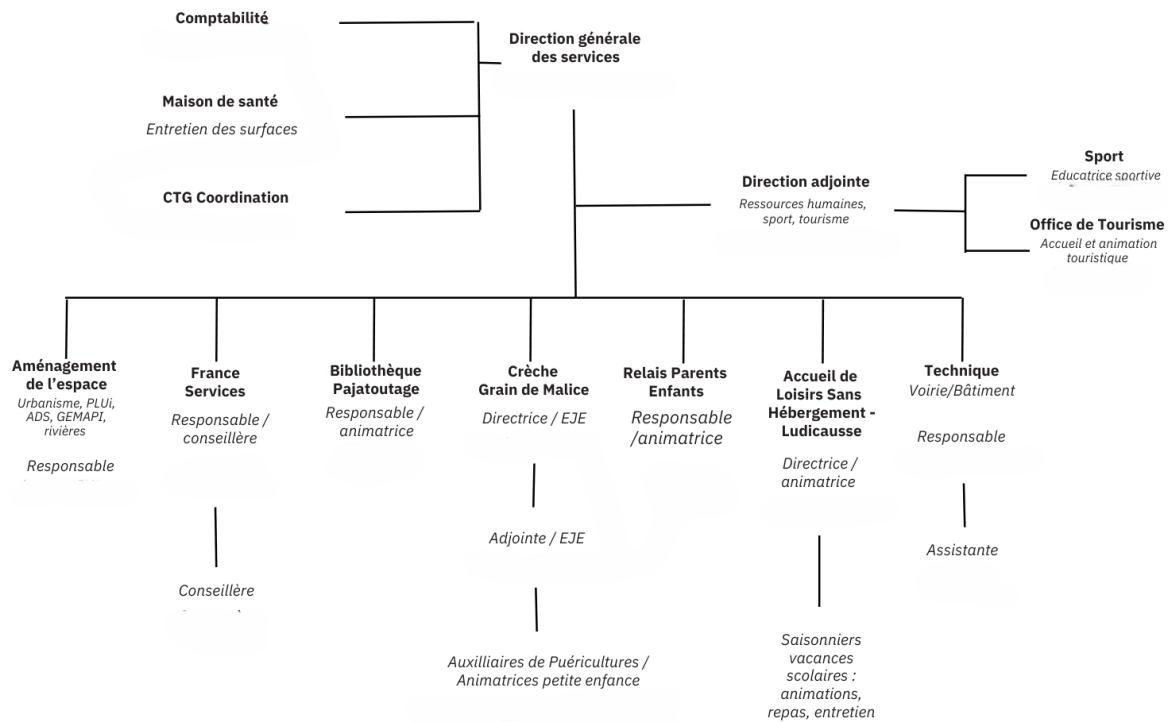 Comptabilité
Direction générale
des services
Maison de santé
Entretien des surfaces
CTG Coordination
Direction adjointe
Ressources humaines,
sport, tourisme
Sport
Educatrice sportive
Office de Tourisme
Accueil et animation
touristique
Aménagement
de l'espace
Urbanisme, PLUi,
ADS, GEMAPI,
rivières
Responsable
France
Services
Responsable /
conseillère
Conseillère
Bibliothèque
Pajatoutage
Responsable /
animatrice
Crèche
Grain de Malice
Directrice / EJE
Adjointe / EJE
Auxilliaires de Puéricultures /
Animatrices petite enfance
Relais Parents
Enfants
Responsable
/animatrice
Accueil de
Loisirs Sans
Hébergement -
Ludicausse
Directrice /
animatrice
Saisonniers
vacances
scolaires :
animations,
repas, entretien
Technique
Voirie/Bâtiment
Responsable
Assistante